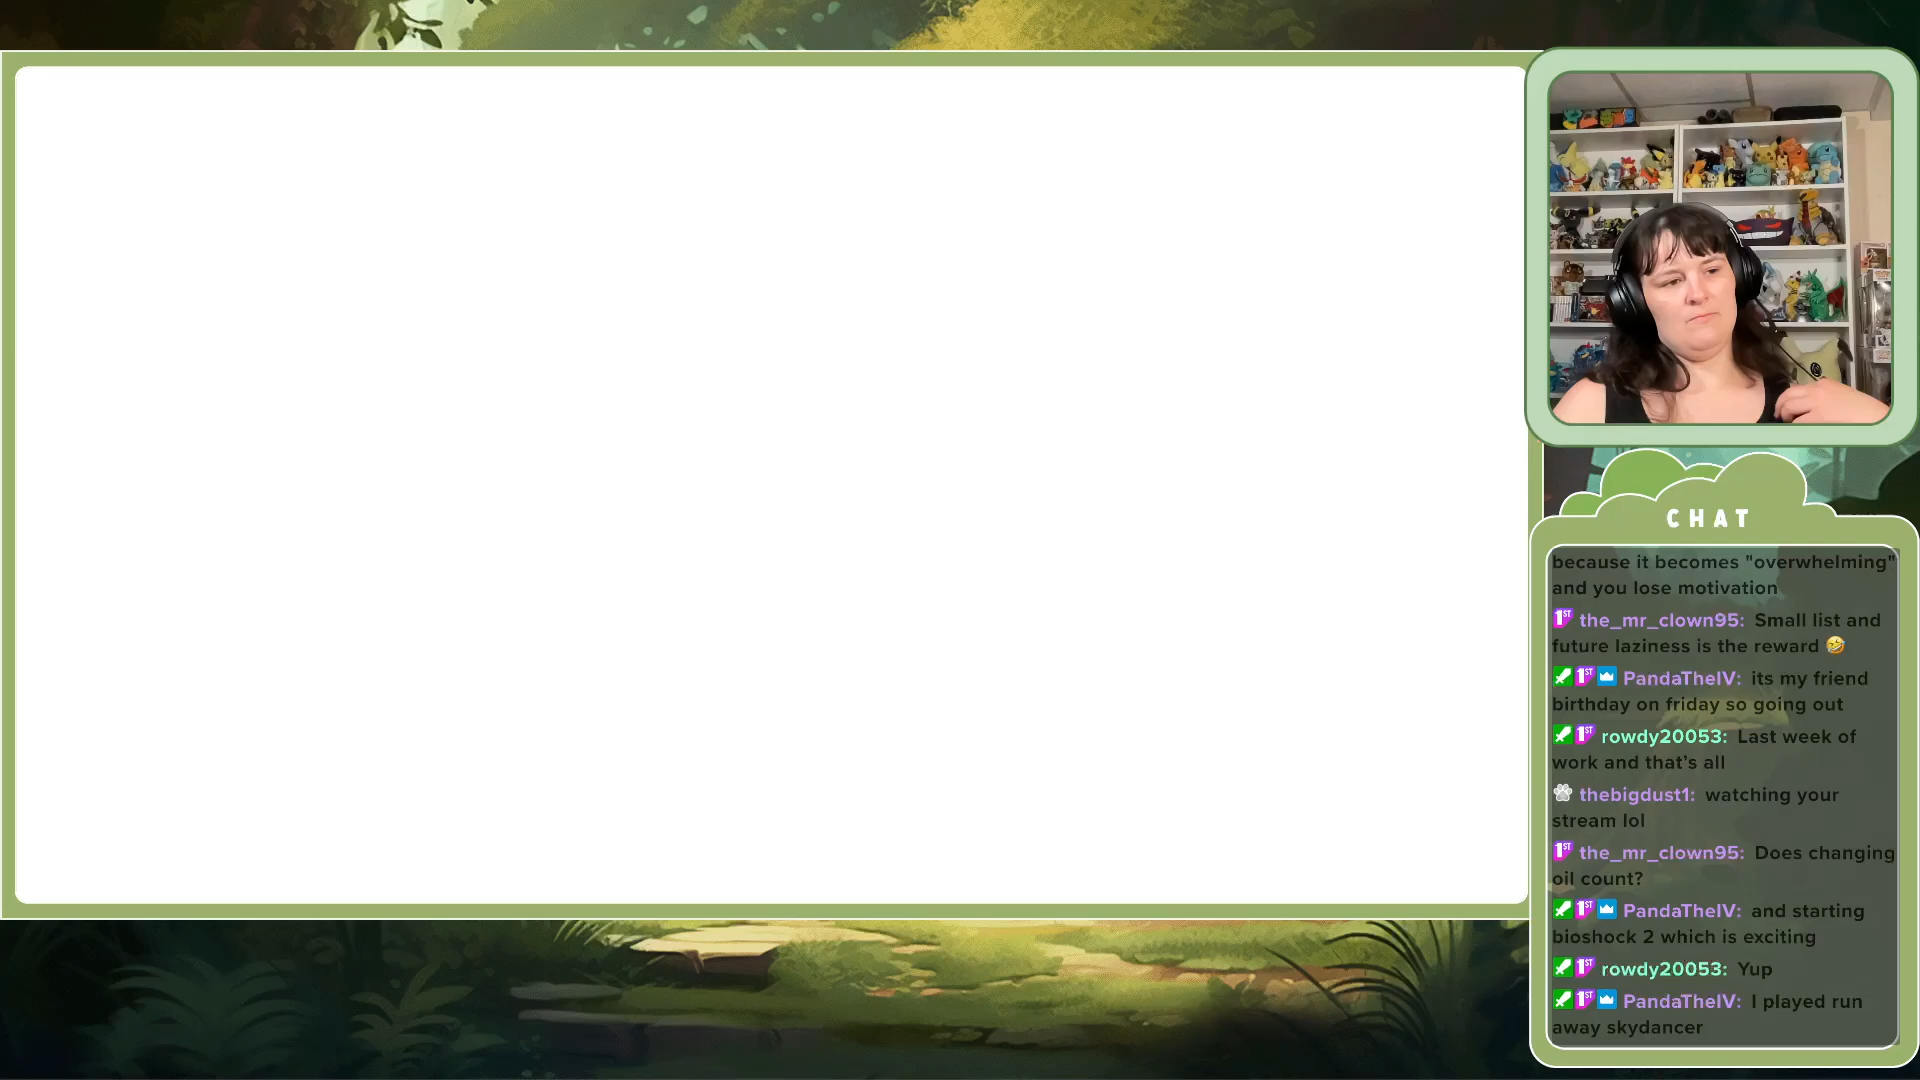 CHAT
because it becomes "overwhelming"
and you lose motivation
the_mr_clown95: Small list and
future laziness is the reward 🤣
PandaTheIV: its my friend
birthday on friday so going out
rowdy20053: Last week of
work and that's all
thebigdust1: watching your
stream lol
the_mr_clown95: Does changing
oil count?
PandaTheIV: and starting
bioshock 2 which is exciting
rowdy20053: Yup
PandaTheIV: I played run
away skydancer